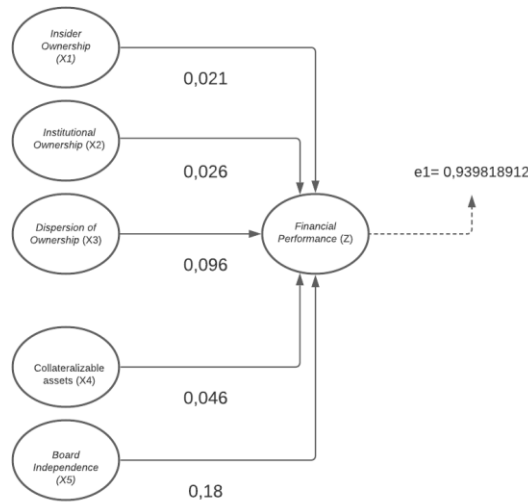 Insider
Ownership
(X1)
0,021
Institutional
Ownership (X2)
0,026
e1= 0,939818912
Dispersion of
Ownership (X3)
Financial
Performance (Z)
0,096
Collateralizable
assets (X4)
0,046
Board
Independence
(X5)
0,18